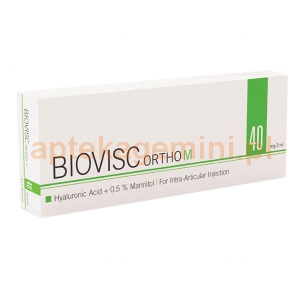 40
mg/2 ml
BIOVISC ORTHO M
Hyaluronic Acid + 0.5 % Mannitol | For Intra-Articular Injection
aptekagemini.pl